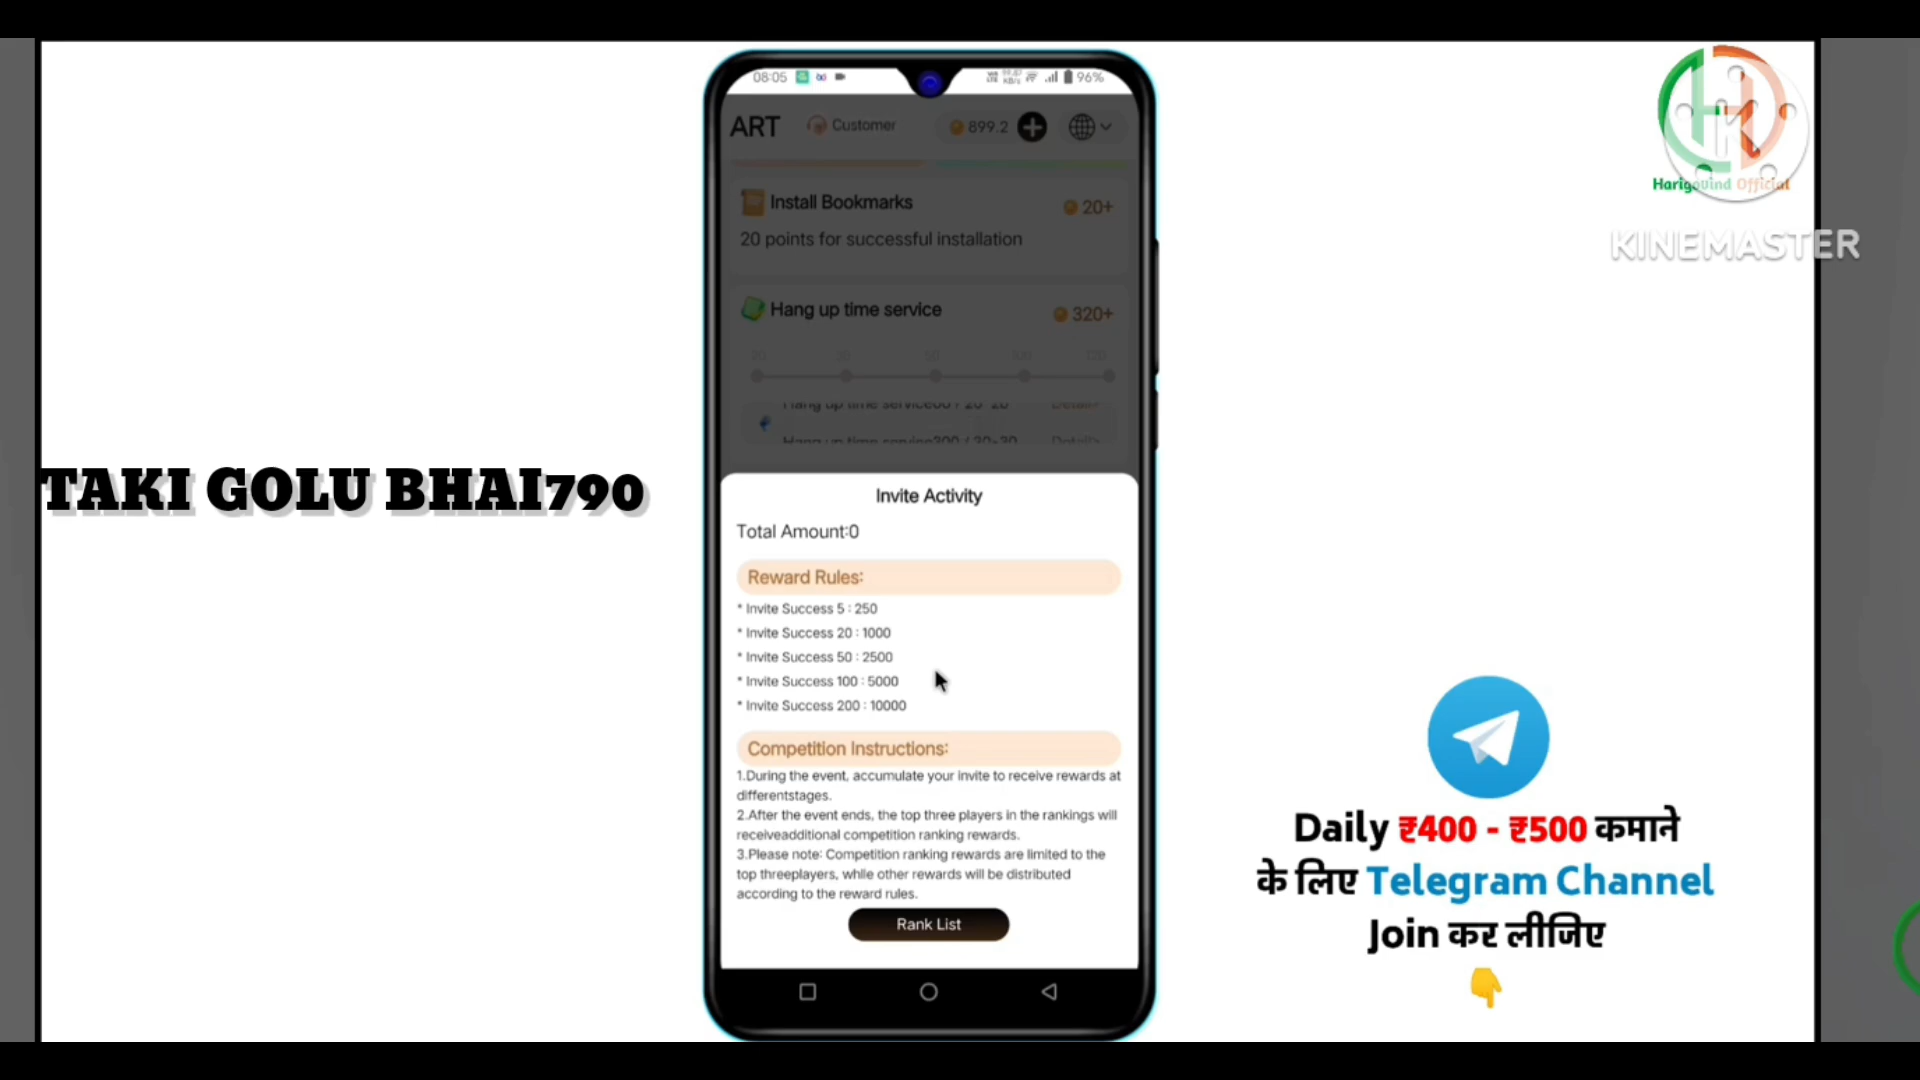 08:05
96%
ART
Customer
899.2
Install Bookmarks
20+
20 points for successful installation
Hang up time service
320+
Invite Activity
Total Amount:0
Reward Rules:
* Invite Success 5 : 250
* Invite Success 20 : 1000
* Invite Success 50 : 2500
* Invite Success 100 : 5000
* Invite Success 200 : 10000
Competition Instructions:
1.During the event, accumulate your invite to receive rewards at
differentstages.
2.After the event ends, the top three players in the rankings will
receiveadditional competition ranking rewards.
3.Please note: Competition ranking rewards are limited to the
top threeplayers, while other rewards will be distributed
according to the reward rules.
Rank List
TAKI GOLU BHAI790
Harigovind Official
KINEMASTER
Daily ₹400 - ₹500 कमाने
के लिए Telegram Channel
Join कर लीजिए